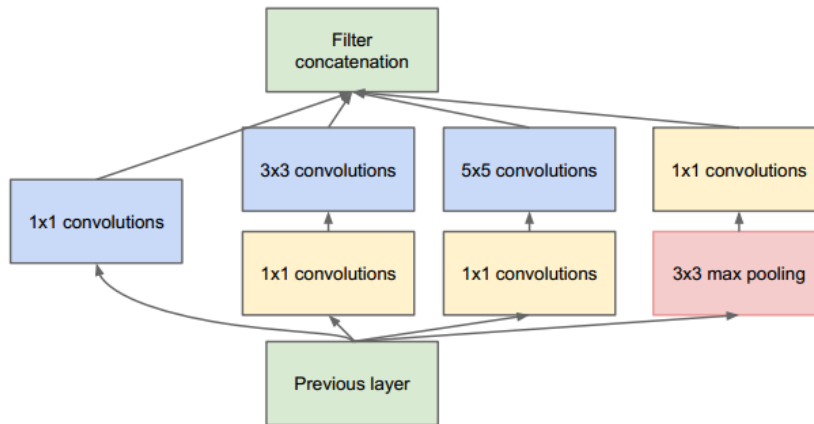 Filter
concatenation
3x3 convolutions
5x5 convolutions
1x1 convolutions
1x1 convolutions
1x1 convolutions
1x1 convolutions
3x3 max pooling
Previous layer